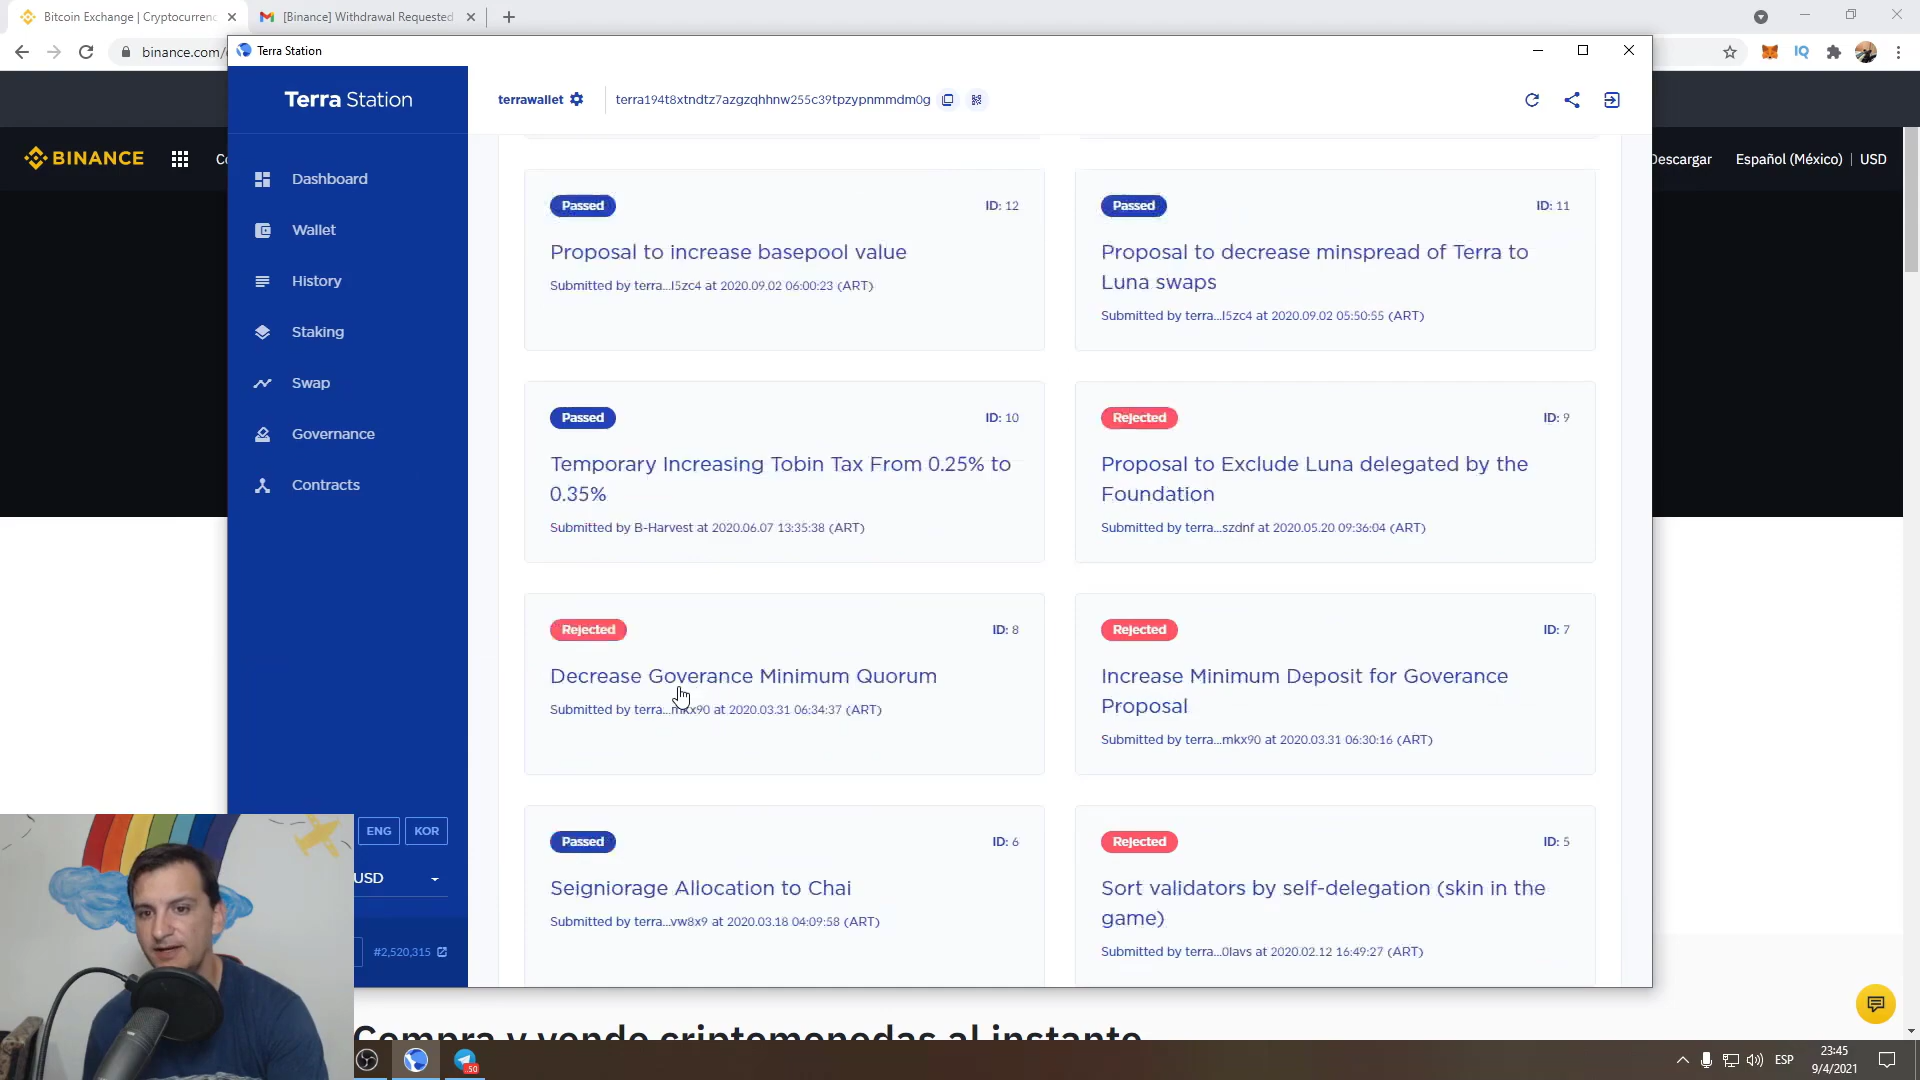 Bitcoin Exchange | Cryptocurrenc
[Binance] Withdrawal Requested
binance.com/
Terra Station
Terra Station
terrawallet
terra194t8xtndtz7azgzqhhnw255c39tpzypnmmdm0g
BINANCE
Descargar
Español (México)
USD
Dashboard
Wallet
History
Staking
Swap
Governance
Contracts
Passed
ID: 12
Proposal to increase basepool value
Submitted by terra...l5zc4 at 2020.09.02 06:00:23 (ART)
Passed
ID: 11
Proposal to decrease minspread of Terra to
Luna swaps
Submitted by terra...l5zc4 at 2020.09.02 05:50:55 (ART)
Passed
ID: 10
Temporary Increasing Tobin Tax From 0.25% to
0.35%
Submitted by B-Harvest at 2020.06.07 13:35:38 (ART)
Rejected
ID: 9
Proposal to Exclude Luna delegated by the
Foundation
Submitted by terra...szdnf at 2020.05.20 09:36:04 (ART)
Rejected
ID: 8
Decrease Goverance Minimum Quorum
Submitted by terra...mkx90 at 2020.03.31 06:34:37 (ART)
Rejected
ID: 7
Increase Minimum Deposit for Goverance
Proposal
Submitted by terra...mkx90 at 2020.03.31 06:30:16 (ART)
Passed
ID: 6
Seigniorage Allocation to Chai
Submitted by terra...vw8x9 at 2020.03.18 04:09:58 (ART)
Rejected
ID: 5
Sort validators by self-delegation (skin in the
game)
Submitted by terra...0lavs at 2020.02.12 16:49:27 (ART)
ENG
KOR
USD
#2,520,315
Compra y vende criptomonedas al instante
50
ESP
23:45
9/4/2021